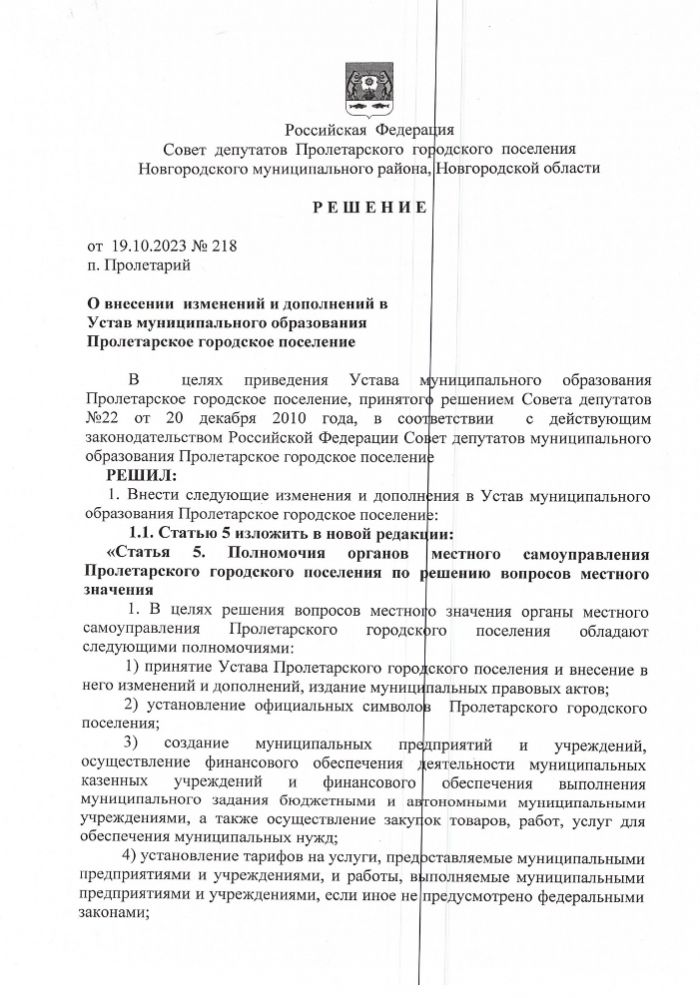 Российская Федерация
Совет депутатов Пролетарского городского поселения
Новгородского муниципального района, Новгородской области
Р Е Ш Е Н И Е
от 19.10.2023 № 218
п. Пролетарий
О внесении изменений и дополнений в
Устав муниципального образования
Пролетарское городское поселение
В целях приведения Устава муниципального образования
Пролетарское городское поселение, принятого решением Совета депутатов
№22 от 20 декабря 2010 года, в соответствии с действующим
законодательством Российской Федерации Совет депутатов муниципального
образования Пролетарское городское поселение
РЕШИЛ:
1. Внести следующие изменения и дополнения в Устав муниципального
образования Пролетарское городское поселение:
1.1. Статью 5 изложить в новой редакции:
«Статья 5. Полномочия органов местного самоуправления
Пролетарского городского поселения по решению вопросов местного
значения
1. В целях решения вопросов местного значения органы местного
самоуправления Пролетарского городского поселения обладают
следующими полномочиями:
1) принятие Устава Пролетарского городского поселения и внесение в
него изменений и дополнений, издание муниципальных правовых актов;
2) установление официальных символов Пролетарского городского
поселения;
3) создание муниципальных предприятий и учреждений,
осуществление финансового обеспечения деятельности муниципальных
казенных учреждений и финансового обеспечения выполнения
муниципального задания бюджетными и автономными муниципальными
учреждениями, а также осуществление закупок товаров, работ, услуг для
обеспечения муниципальных нужд;
4) установление тарифов на услуги, предоставляемые муниципальными
предприятиями и учреждениями, и работы, выполняемые муниципальными
предприятиями и учреждениями, если иное не предусмотрено федеральными
законами;